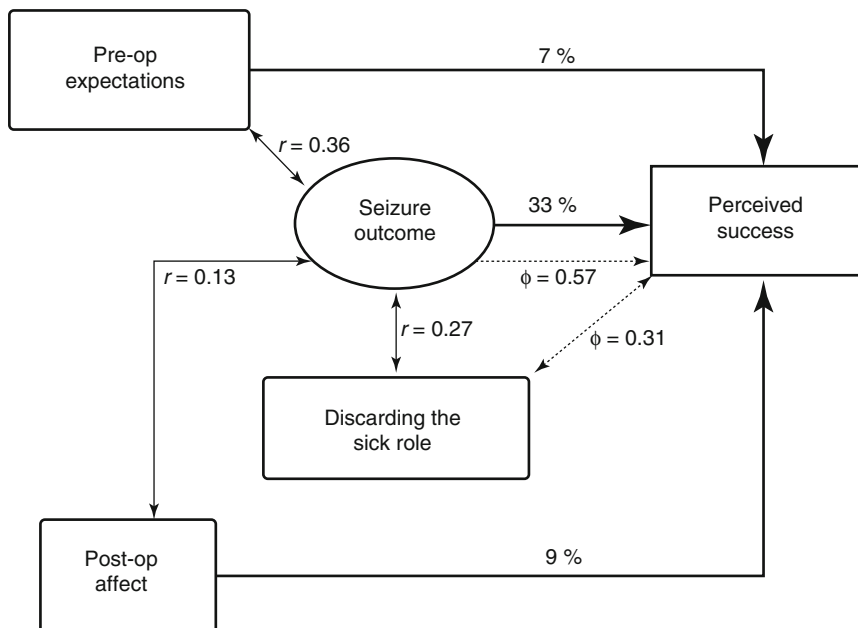 Pre-op
expectations
7 %
r = 0.36
Seizure
outcome
33 %
Perceived
success
r = 0.13
ϕ = 0.57
r = 0.27
ϕ = 0.31
Discarding the
sick role
Post-op
affect
9 %